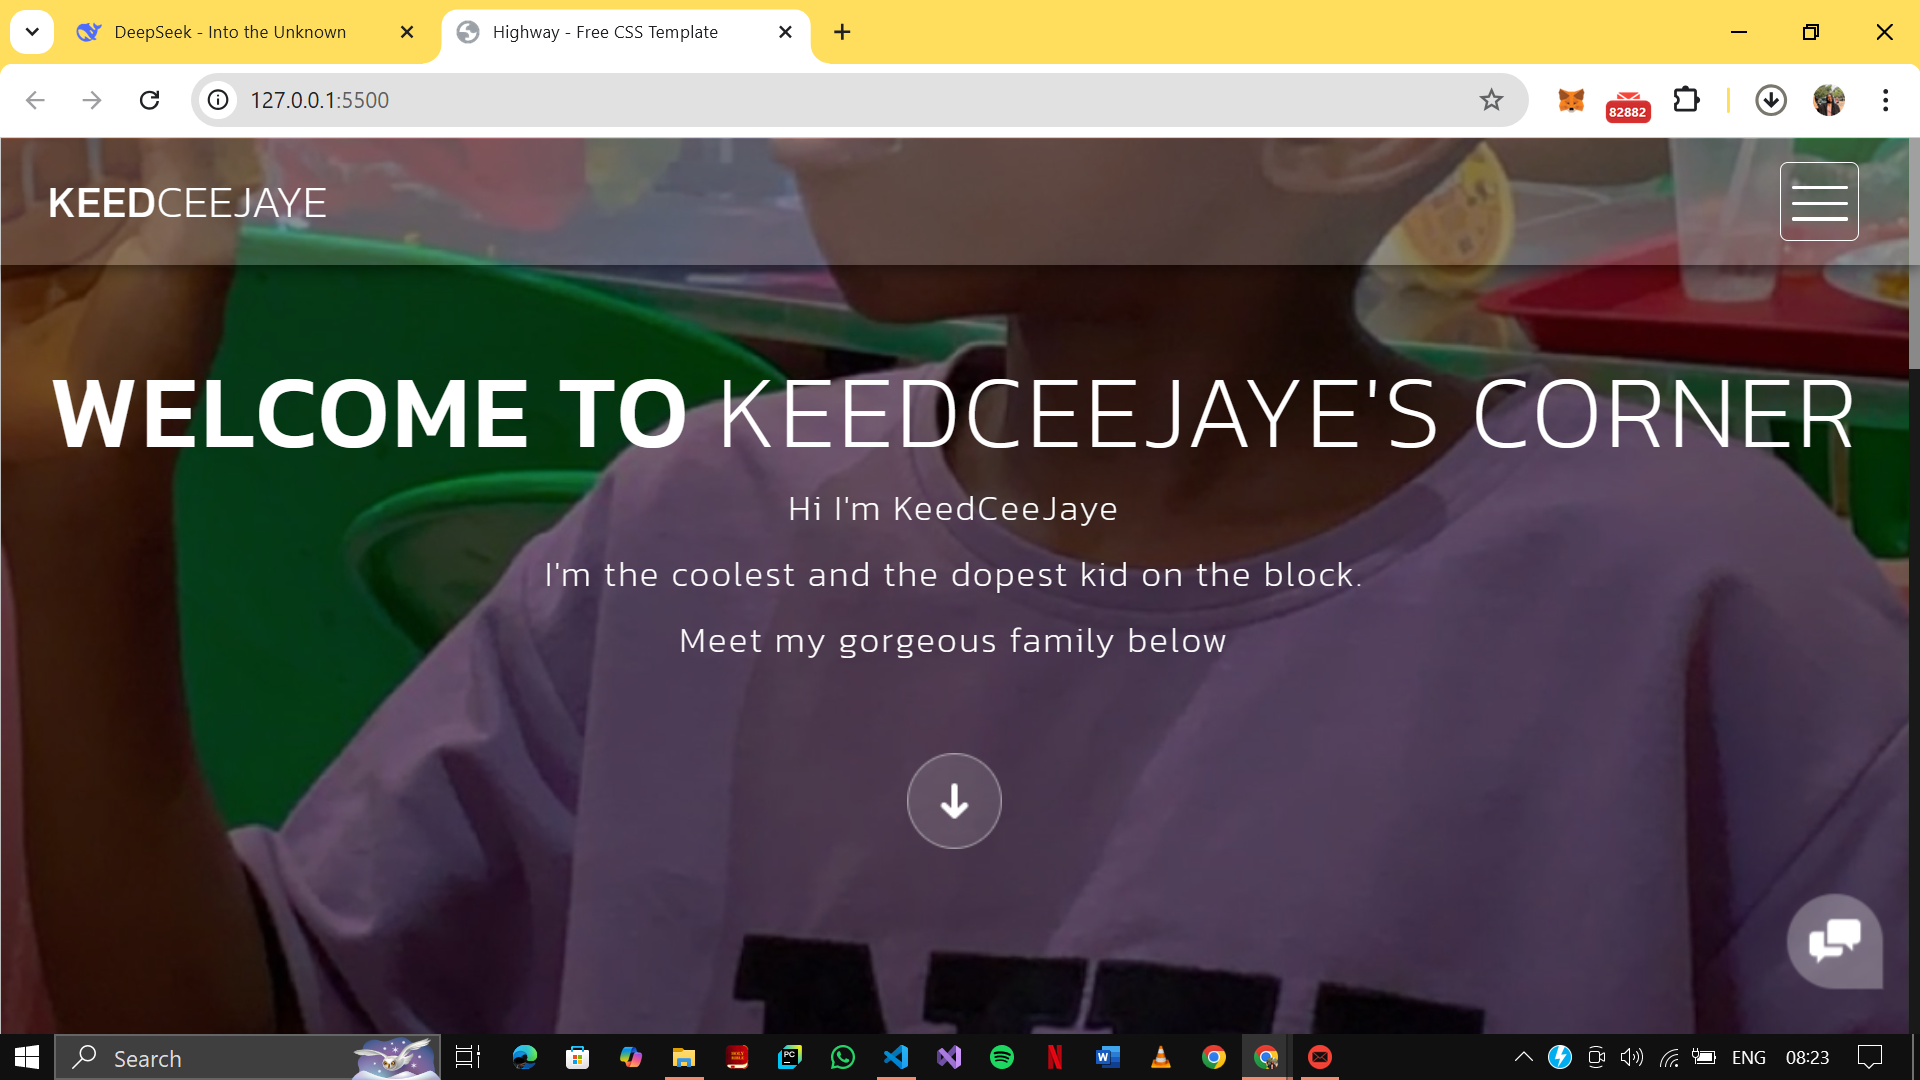 DeepSeek - Into the Unknown
Highway - Free CSS Template
127.0.0.1:5500
82882
KEEDCEEJAYE
WELCOME TO KEEDCEEJAYE'S CORNER
Hi I'm KeedCeeJaye
I'm the coolest and the dopest kid on the block.
Meet my gorgeous family below
Search
ENG
08:23